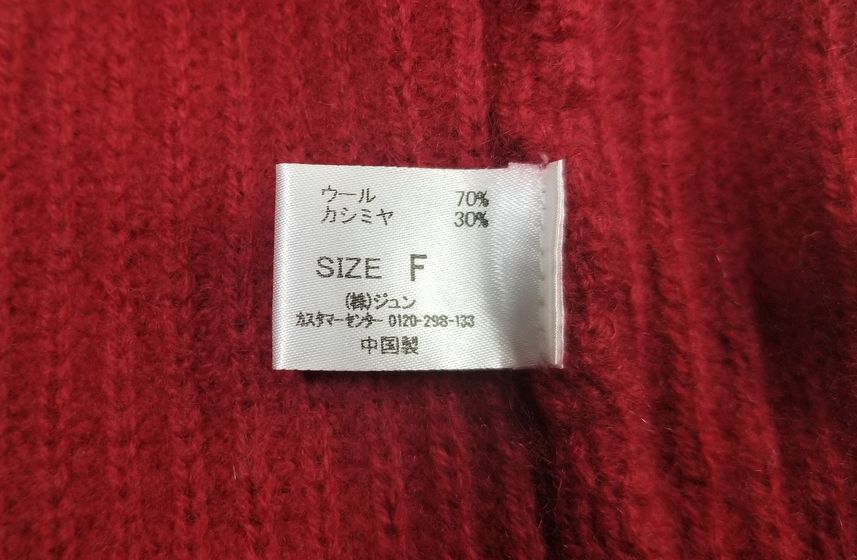 ウール 70%
カシミヤ 30%
SIZE F
(株)ジュン
カスタマーセンター 0120-298-133
中国製